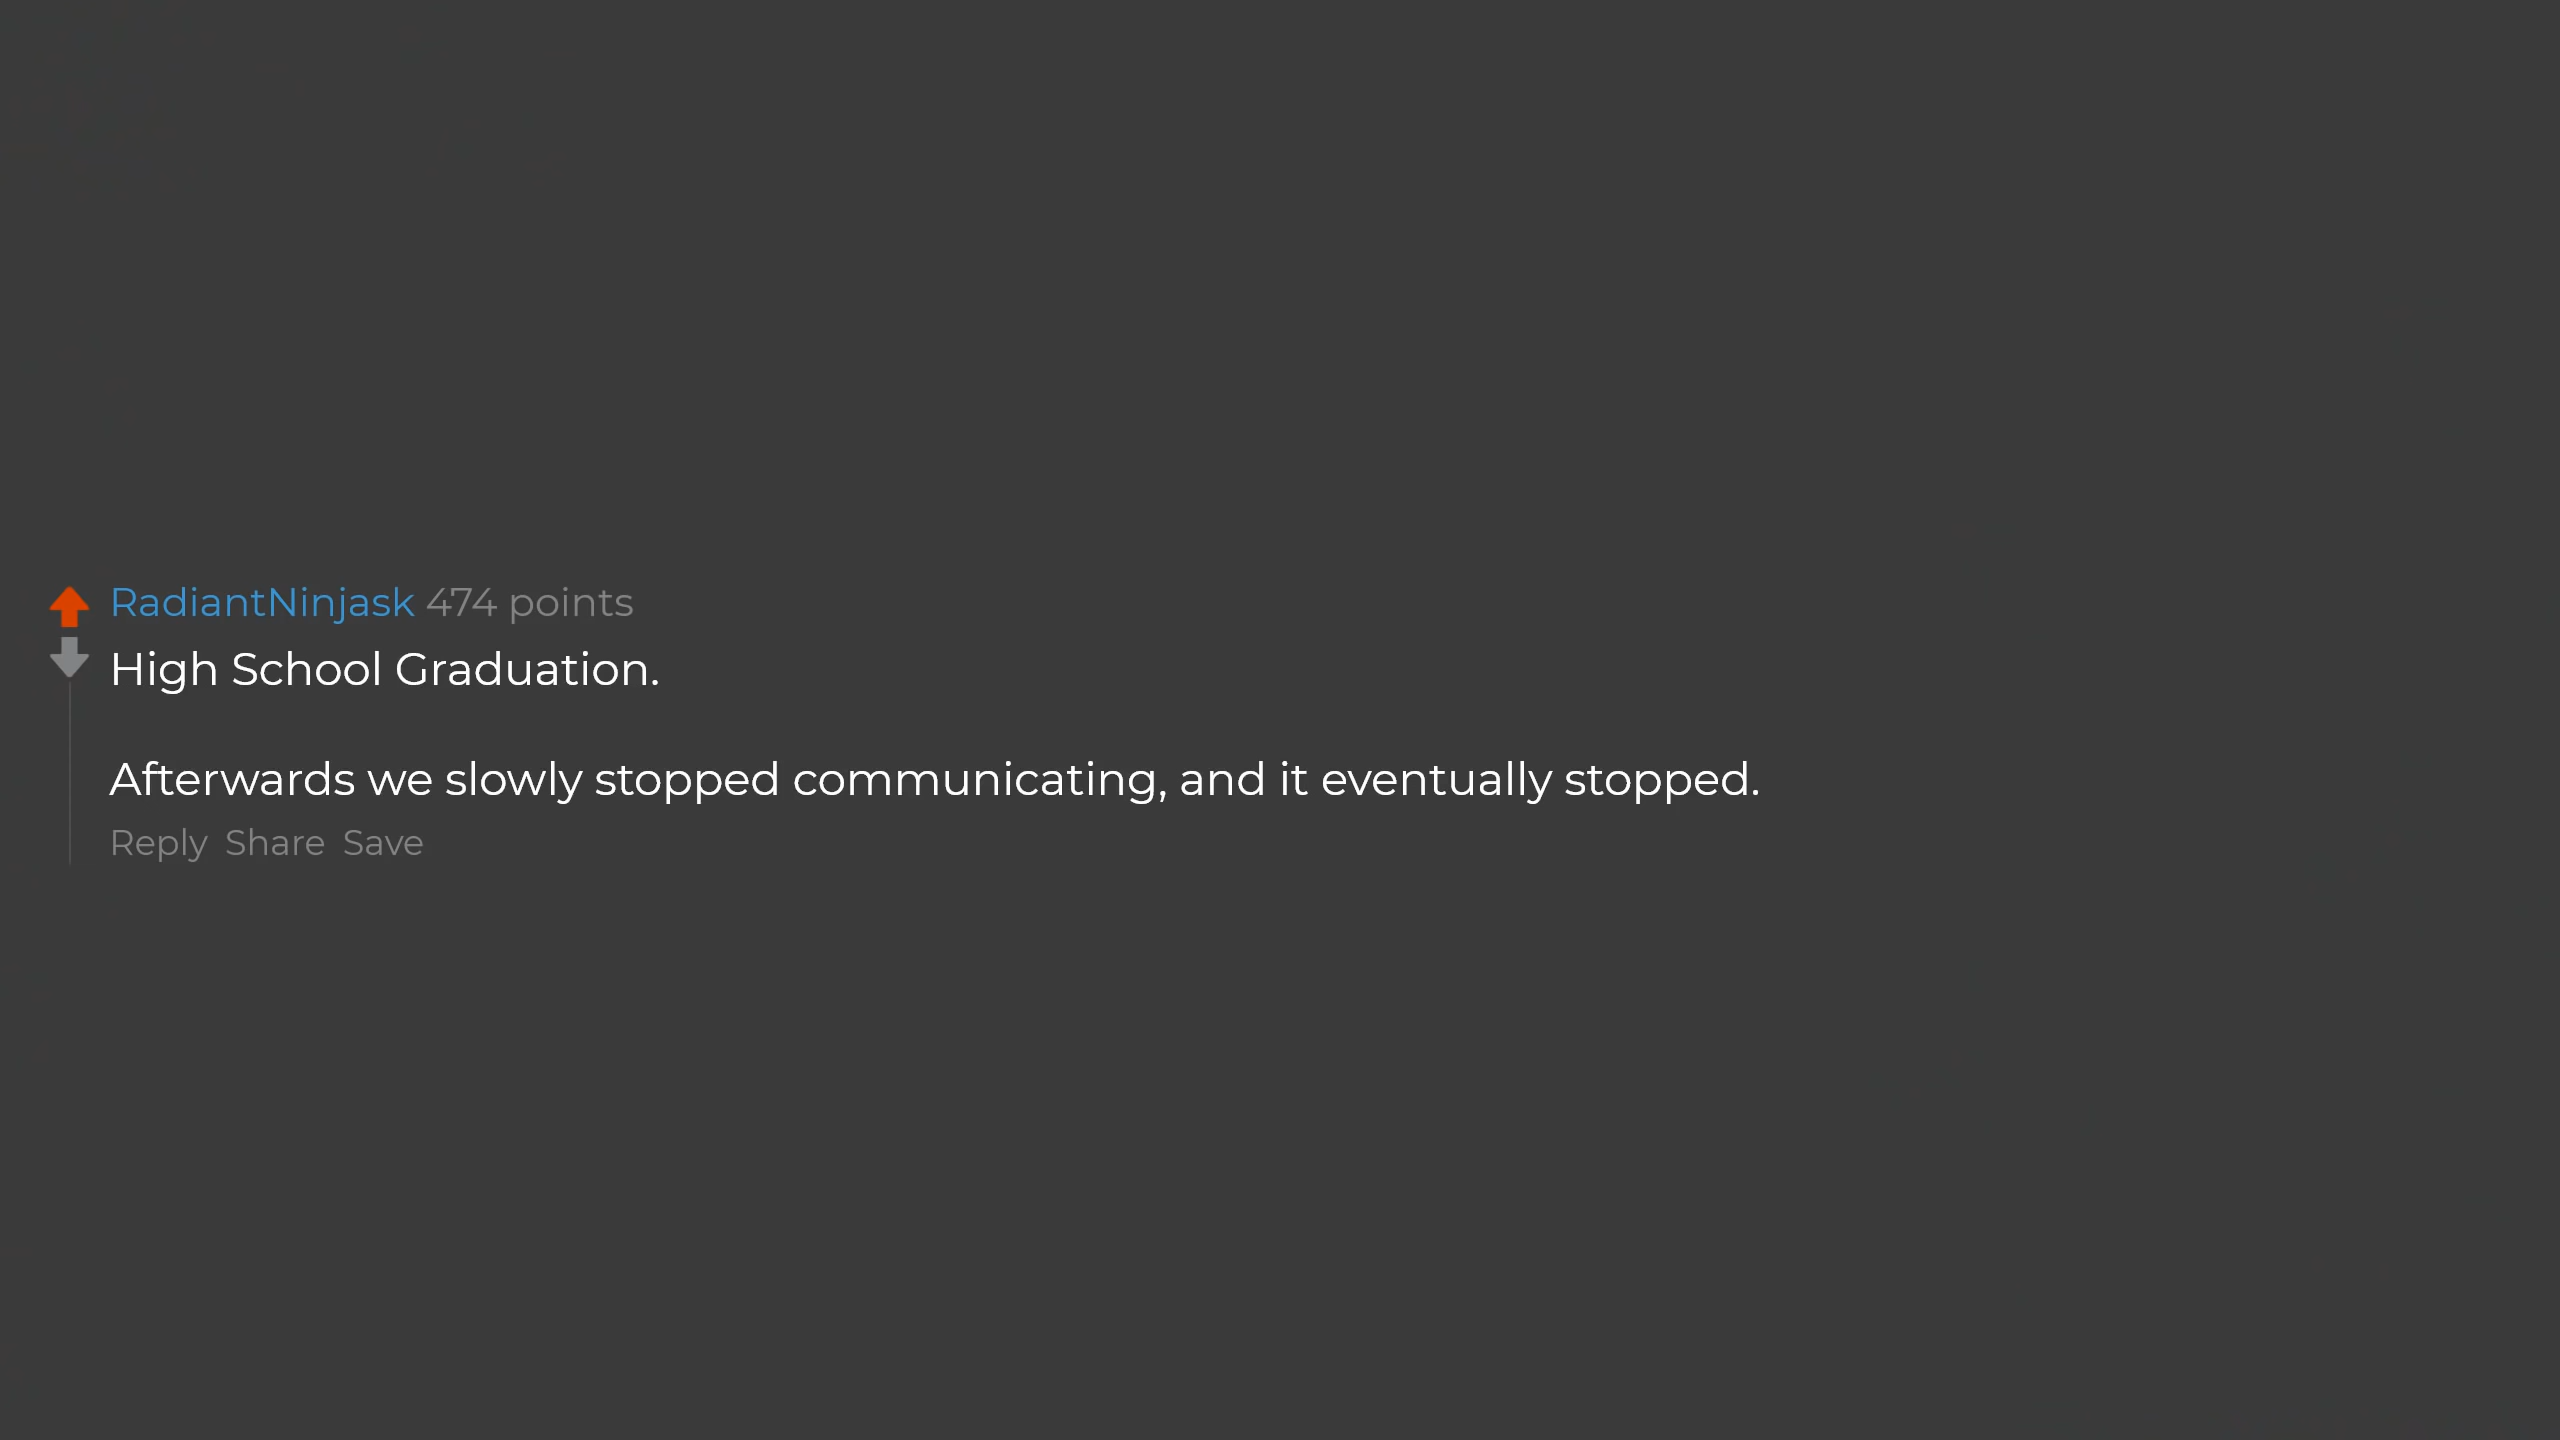 RadiantNinjask 474 points
High School Graduation.
Afterwards we slowly stopped communicating, and it eventually stopped.
Reply Share Save